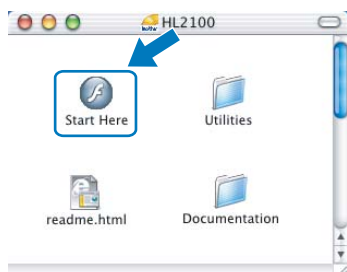 HL2100
Start Here
Utilities
readme.html
Documentation